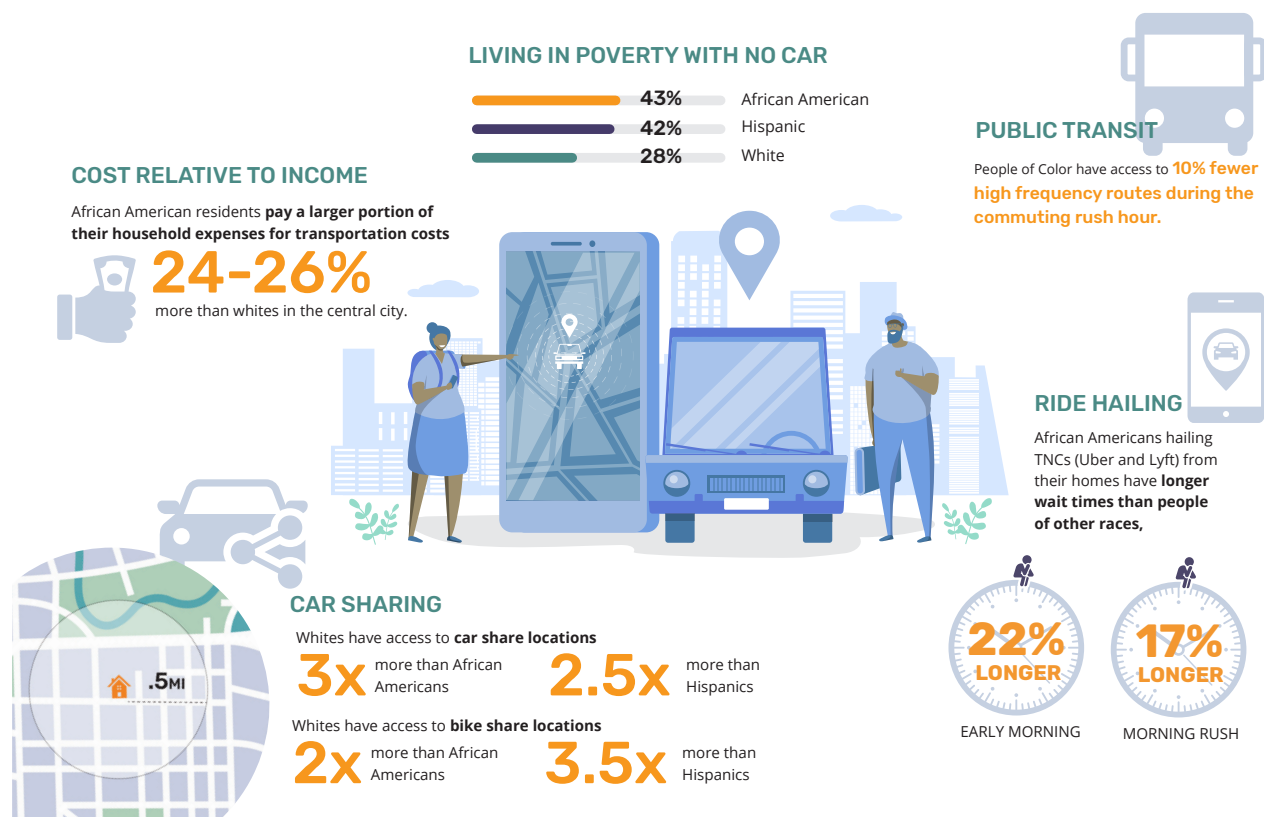 LIVING IN POVERTY WITH NO CAR
43% African American
42% Hispanic
28% White
PUBLIC TRANSIT
People of Color have access to 10% fewer
high frequency routes during the
commuting rush hour.
COST RELATIVE TO INCOME
African American residents pay a larger portion of
their household expenses for transportation costs
24-26%
more than whites in the central city.
RIDE HAILING
African Americans hailing
TNCs (Uber and Lyft) from
their homes have longer
wait times than people
of other races,
22%
LONGER
EARLY MORNING
17%
LONGER
MORNING RUSH
.5MI
CAR SHARING
Whites have access to car share locations
3x
more than African
Americans
2.5x
more than
Hispanics
Whites have access to bike share locations
2x
more than African
Americans
3.5x
more than
Hispanics